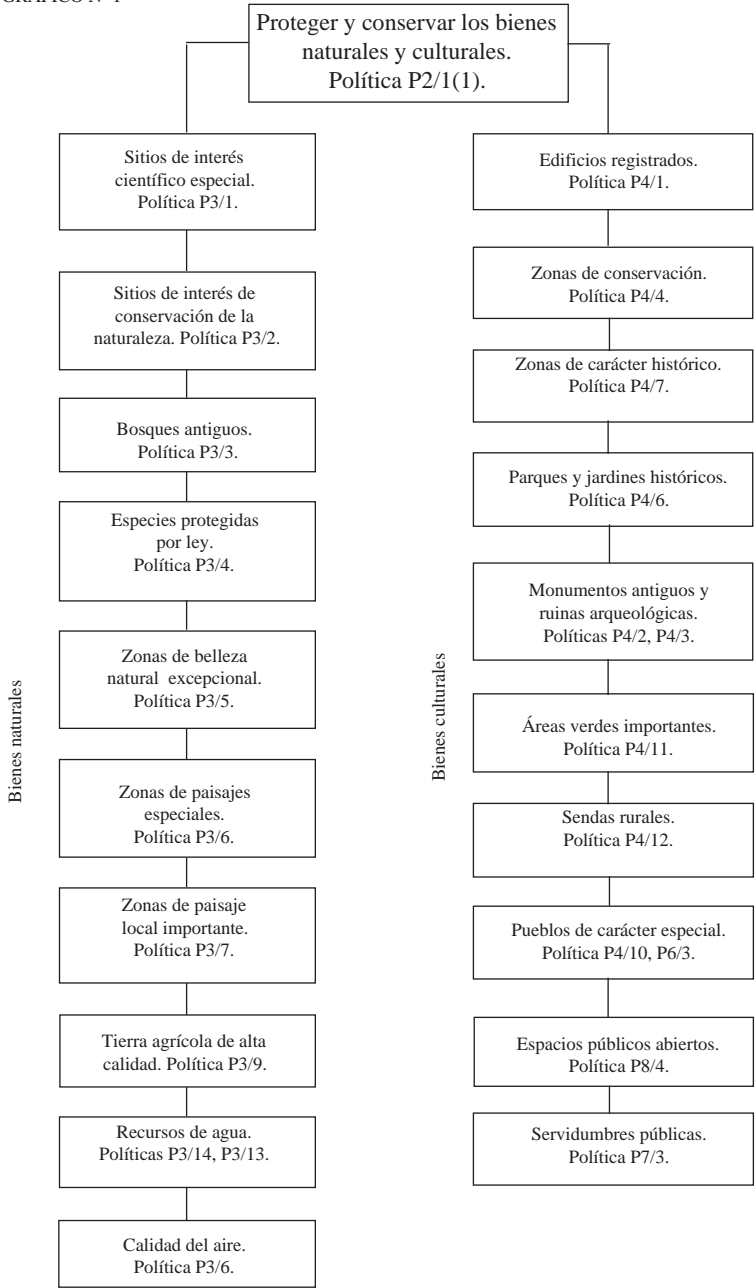 Proteger y conservar los bienes
naturales y culturales.
Política P2/1(1).
Bienes naturales
Sitios de interés
científico especial.
Política P3/1.
Sitios de interés de
conservación de la
naturaleza. Política P3/2.
Bosques antiguos.
Política P3/3.
Especies protegidas
por ley.
Política P3/4.
Zonas de belleza
natural excepcional.
Política P3/5.
Zonas de paisajes
especiales.
Política P3/6.
Zonas de paisaje
local importante.
Política P3/7.
Tierra agrícola de alta
calidad. Política P3/9.
Recursos de agua.
Políticas P3/14, P3/13.
Calidad del aire.
Política P3/6.
Bienes culturales
Edificios registrados.
Política P4/1.
Zonas de conservación.
Política P4/4.
Zonas de carácter histórico.
Política P4/7.
Parques y jardines históricos.
Política P4/6.
Monumentos antiguos y
ruinas arqueológicas.
Políticas P4/2, P4/3.
Áreas verdes importantes.
Política P4/11.
Sendas rurales.
Política P4/12.
Pueblos de carácter especial.
Política P4/10, P6/3.
Espacios públicos abiertos.
Política P8/4.
Servidumbres públicas.
Política P7/3.